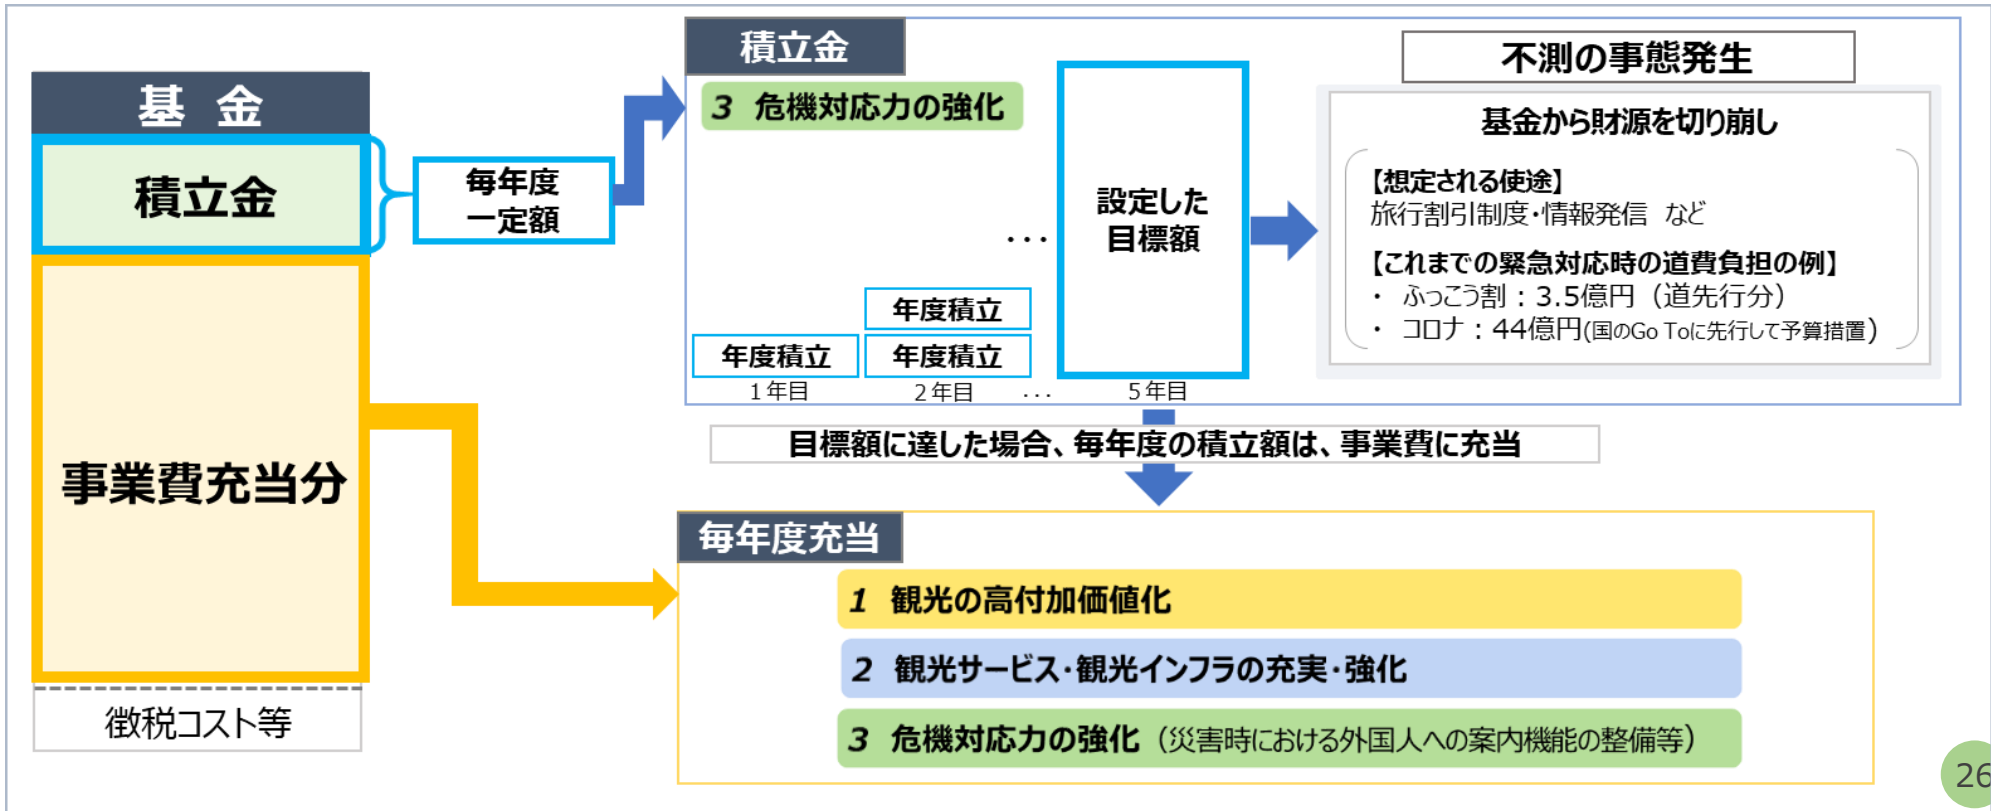 基 金
積立金
事業費充当分
徴税コスト等
毎年度
一定額
積立金
3 危機対応力の強化
年度積立
1年目
年度積立
年度積立
2年目
･･･
･･･
設定した
目標額
5年目
不測の事態発生
基金から財源を切り崩し
【想定される使途】
旅行割引制度・情報発信 など
【これまでの緊急対応時の道費負担の例】
・ ふっこう割：3.5億円（道先行分）
・ コロナ：44億円(国のGo Toに先行して予算措置）
目標額に達した場合、毎年度の積立額は、事業費に充当
毎年度充当
1 観光の高付加価値化
2 観光サービス・観光インフラの充実・強化
3 危機対応力の強化（災害時における外国人への案内機能の整備等）
26